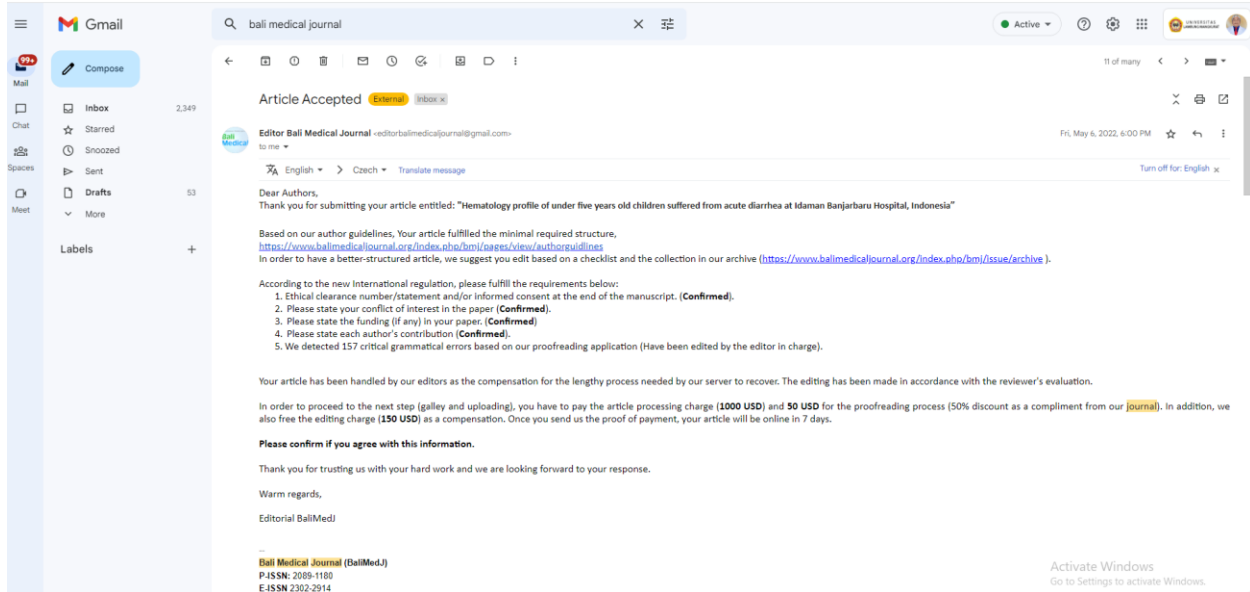 Gmail
bali medical journal
Active
UNIVERSITAS
99+
Mail
Compose
11 of many
Chat
Inbox 2,349
Starred
Spaces
Snoozed
Sent
Meet
Drafts 53
More
Labels
Article Accepted External Inbox x
Bali Medical
Editor Bali Medical Journal <editorbalimedicaljournal@gmail.com>
Fri, May 6, 2022, 6:00 PM
to me
English > Czech Translate message
Turn off for: English x
Dear Authors,
Thank you for submitting your article entitled: "Hematology profile of under five years old children suffered from acute diarrhea at Idaman Banjarbaru Hospital, Indonesia"
Based on our author guidelines, Your article fulfilled the minimal required structure,
https://www.balimedicaljournal.org/index.php/bmj/pages/view/authorguidlines
In order to have a better-structured article, we suggest you edit based on a checklist and the collection in our archive (https://www.balimedicaljournal.org/index.php/bmj/issue/archive ).
According to the new International regulation, please fulfill the requirements below:
1. Ethical clearance number/statement and/or informed consent at the end of the manuscript. (Confirmed).
2. Please state your conflict of interest in the paper (Confirmed).
3. Please state the funding (if any) in your paper. (Confirmed)
4. Please state each author's contribution (Confirmed).
5. We detected 157 critical grammatical errors based on our proofreading application (Have been edited by the editor in charge).
Your article has been handled by our editors as the compensation for the lengthy process needed by our server to recover. The editing has been made in accordance with the reviewer's evaluation.
In order to proceed to the next step (galley and uploading), you have to pay the article processing charge (1000 USD) and 50 USD for the proofreading process (50% discount as a compliment from our journal). In addition, we
also free the editing charge (150 USD) as a compensation. Once you send us the proof of payment, your article will be online in 7 days.
Please confirm if you agree with this information.
Thank you for trusting us with your hard work and we are looking forward to your response.
Warm regards,
Editorial BaliMedJ
--
Bali Medical Journal (BaliMedJ)
P-ISSN: 2089-1180
E-ISSN 2302-2914
Activate Windows
Go to Settings to activate Windows.